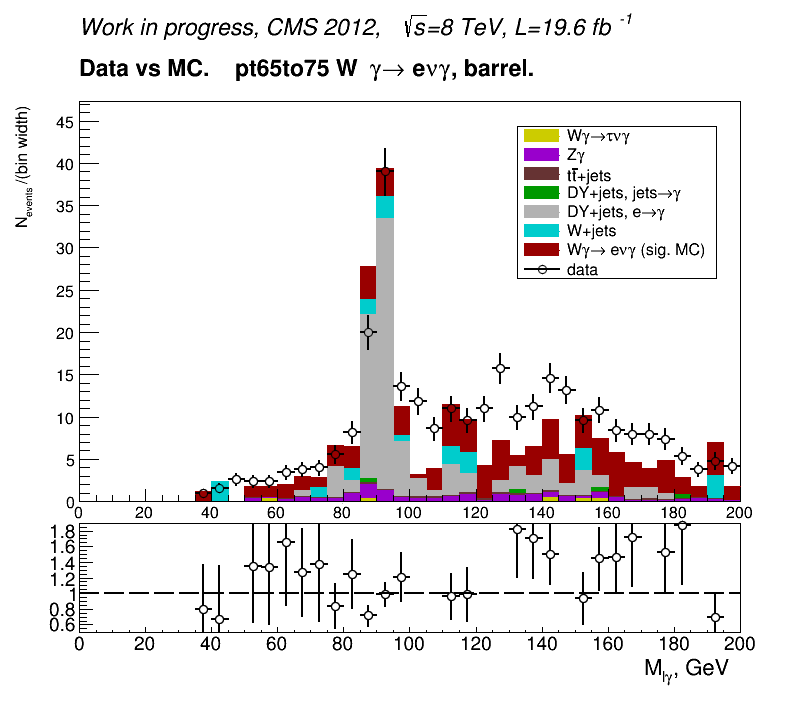 Work in progress, CMS 2012, √s=8 TeV, L=19.6 fb -1
Data vs MC. pt65to75 W γ→ eνγ, barrel.
N events /(bin width)
45
40
35
30
25
20
15
10
5
0
Wγ→τνγ
Zγ
tt̅+jets
DY+jets, jets→γ
DY+jets, e→γ
W+jets
Wγ→ eνγ (sig. MC)
data
0 20 40 60 80 100 120 140 160 180 200
1.8
1.6
1.4
1.2
1
0.8
0.6
0 20 40 60 80 100 120 140 160 180 200
M lγ, GeV